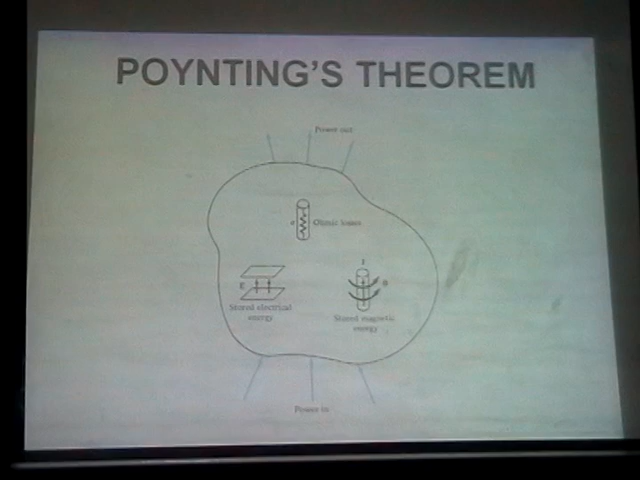 POYNTING'S THEOREM
Power out
σ
Ohmic losses
E
I
Stored electrical
energy
Stored magnetic
energy
Power in